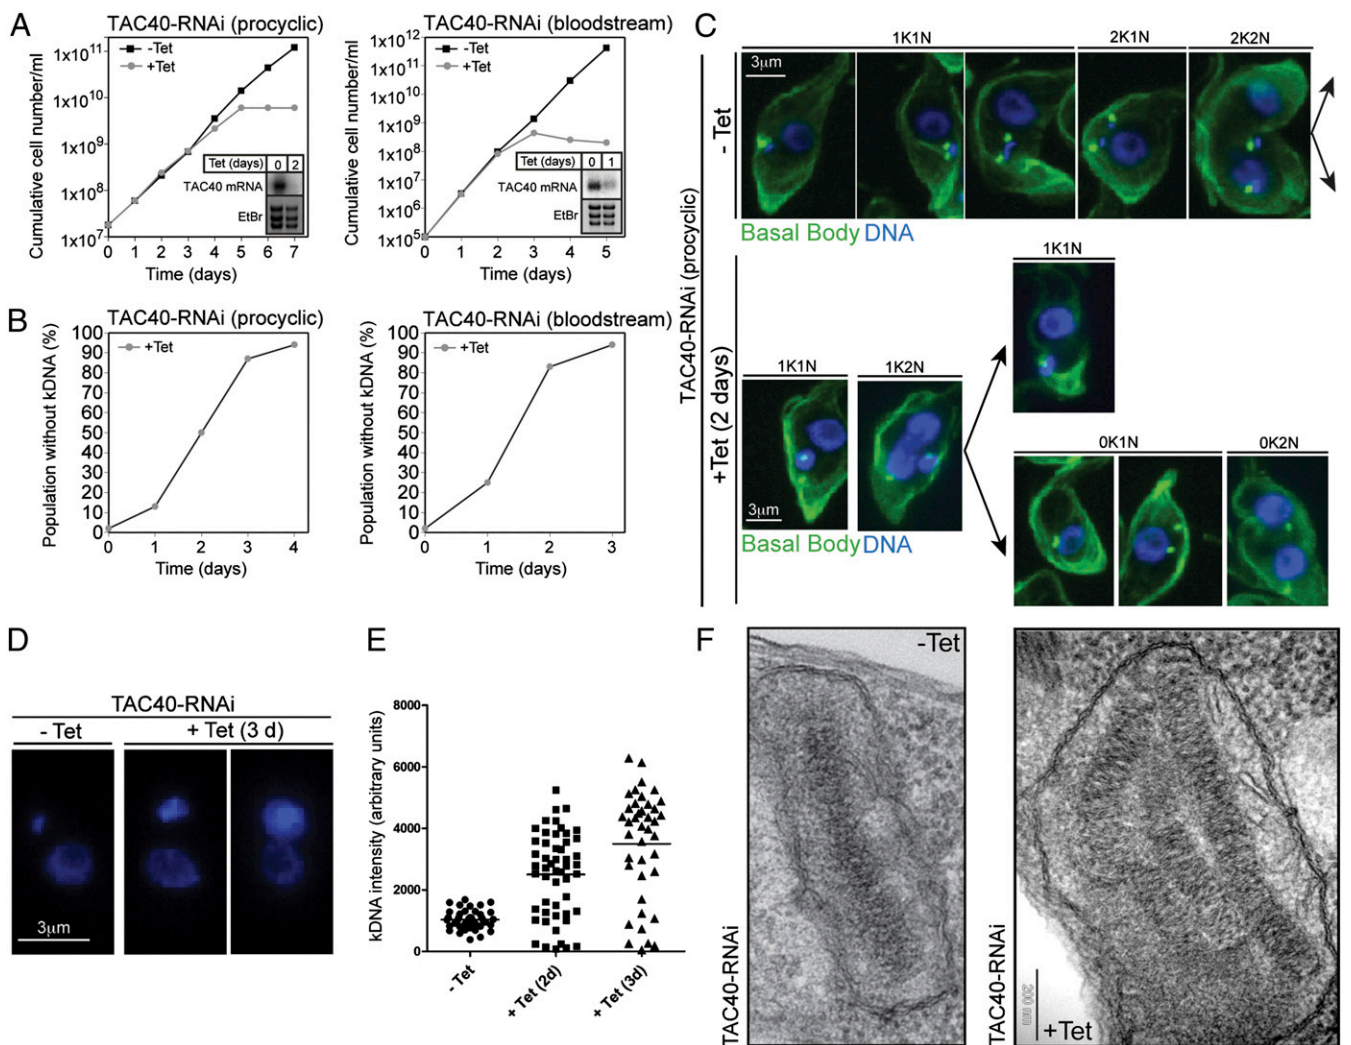 A
TAC40-RNAi (procyclic)
Cumulative cell number/ml
1x10^11
1x10^10
1x10^9
1x10^8
1x10^7
-Tet
+Tet
Tet (days) 0 2
TAC40 mRNA
EtBr
0 1 2 3 4 5 6 7
Time (days)
TAC40-RNAi (bloodstream)
Cumulative cell number/ml
1x10^12
1x10^11
1x10^10
1x10^9
1x10^8
1x10^7
1x10^6
1x10^5
-Tet
+Tet
Tet (days) 0 1
TAC40 mRNA
EtBr
0 1 2 3 4 5
Time (days)
B
TAC40-RNAi (procyclic)
Population without kDNA (%)
100
90
80
70
60
50
40
30
20
10
0
+Tet
0 1 2 3 4
Time (days)
TAC40-RNAi (bloodstream)
Population without kDNA (%)
100
90
80
70
60
50
40
30
20
10
0
+Tet
0 1 2 3
Time (days)
C
TAC40-RNAi (procyclic)
- Tet
1K1N 2K1N 2K2N
3µm
Basal Body DNA
+Tet (2 days)
1K1N
1K1N 1K2N
3µm
Basal Body DNA
0K1N 0K2N
D
TAC40-RNAi
- Tet + Tet (3 d)
3µm
E
kDNA intensity (arbitrary units)
8000
6000
4000
2000
0
- Tet
+ Tet (2d)
+ Tet (3d)
F
TAC40-RNAi
-Tet
TAC40-RNAi
200 nm
+Tet